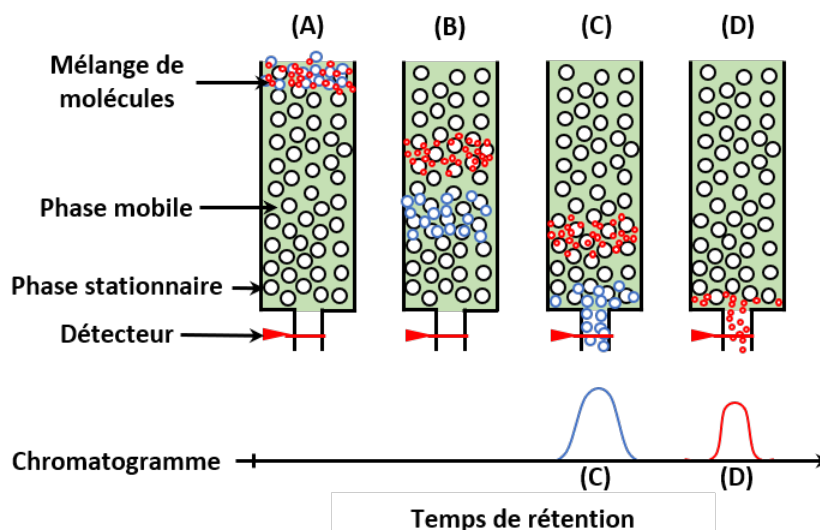 (A) (B) (C) (D)
Mélange de
molécules
Phase mobile
Phase stationnaire
Détecteur
Chromatogramme
(C) (D)
Temps de rétention